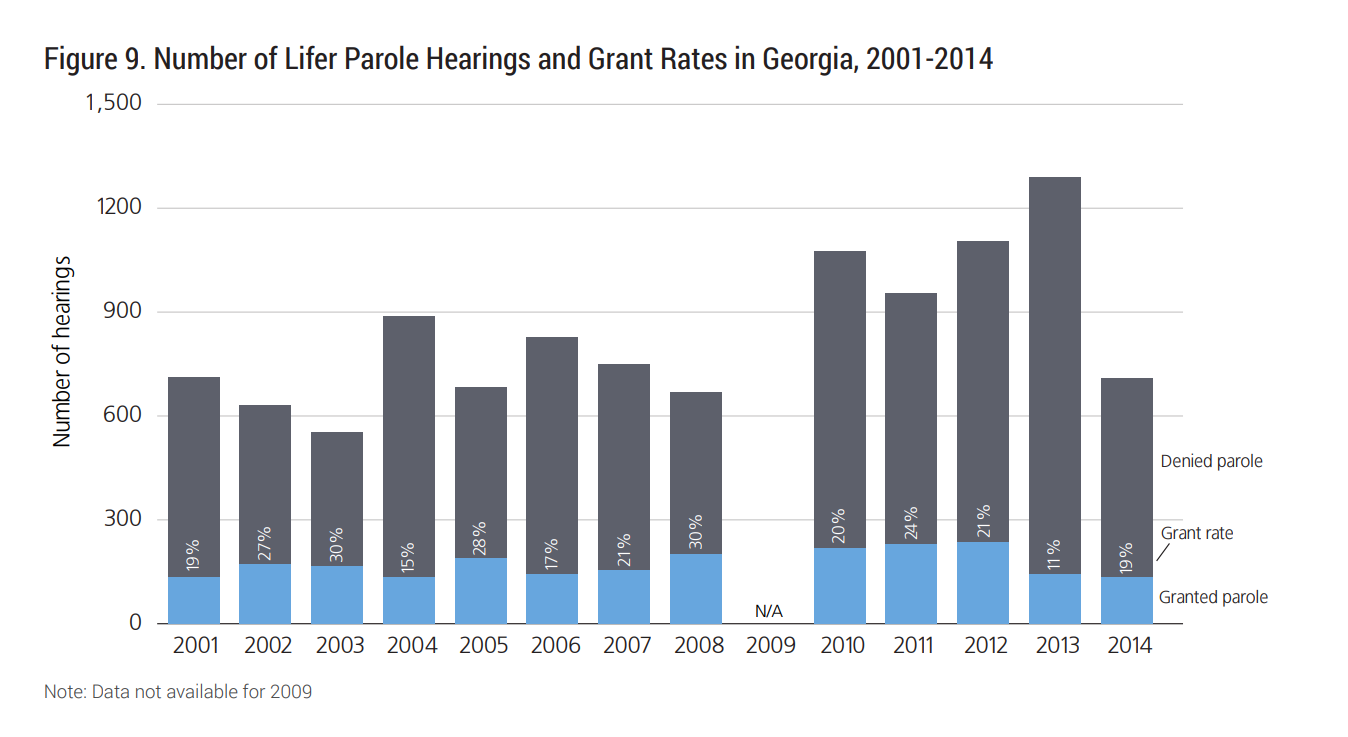 Figure 9. Number of Lifer Parole Hearings and Grant Rates in Georgia, 2001-2014
1,500
1200
900
600
300
0
Number of hearings
19%
27%
30%
15%
28%
17%
21%
30%
N/A
20%
24%
21%
11%
19%
Denied parole
Grant rate
Granted parole
2001 2002 2003 2004 2005 2006 2007 2008 2009 2010 2011 2012 2013 2014
Note: Data not available for 2009